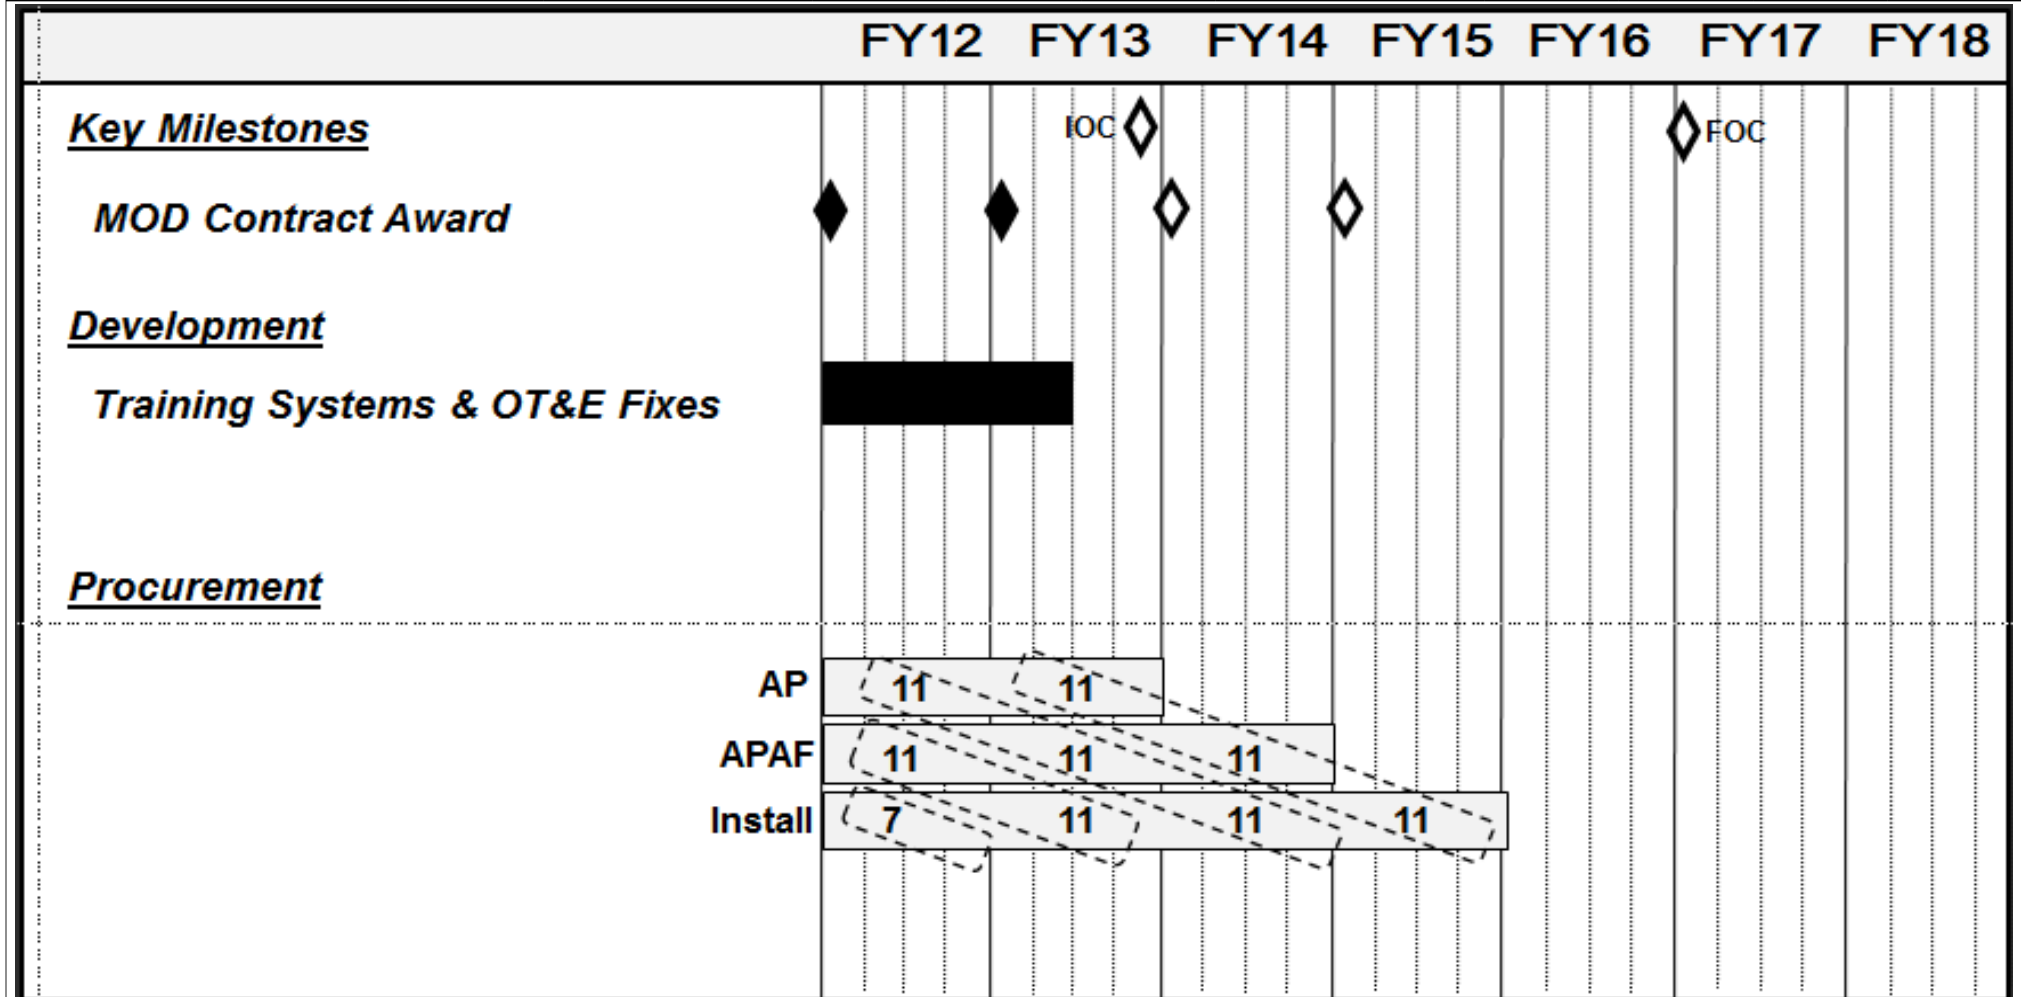 FY12 FY13 FY14 FY15 FY16 FY17 FY18
Key Milestones IOC FOC
MOD Contract Award
Development
Training Systems & OT&E Fixes
Procurement
AP 11 11
APAF 11 11 11
Install 7 11 11 11